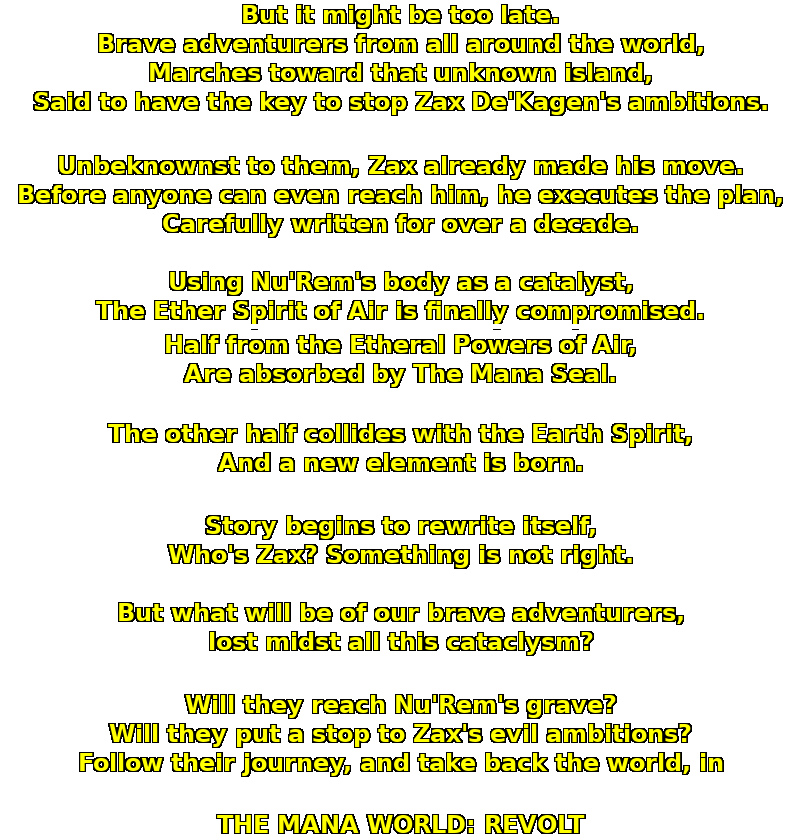 But it might be too late.
Brave adventurers from all around the world,
Marches toward that unknown island,
Said to have the key to stop Zax De'Kagen's ambitions.
Unbeknownst to them, Zax already made his move.
Before anyone can even reach him, he executes the plan,
Carefully written for over a decade.
Using Nu'Rem's body as a catalyst,
The Ether Spirit of Air is finally compromised.
Half from the Etheral Powers of Air,
Are absorbed by The Mana Seal.
The other half collides with the Earth Spirit,
And a new element is born.
Story begins to rewrite itself,
Who's Zax? Something is not right.
But what will be of our brave adventurers,
lost midst all this cataclysm?
Will they reach Nu'Rem's grave?
Will they put a stop to Zax's evil ambitions?
Follow their journey, and take back the world, in
THE MANA WORLD: REVOLT